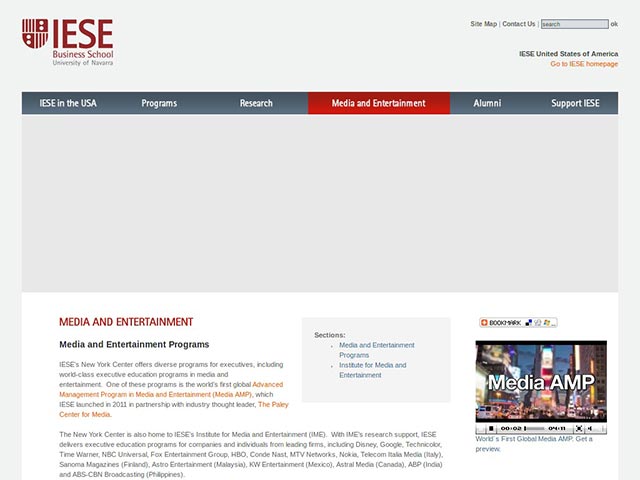 IESE
Business School
University of Navarra
Site Map | Contact Us | search ok
IESE United States of America
Go to IESE homepage
IESE in the USA Programs Research Media and Entertainment Alumni Support IESE
MEDIA AND ENTERTAINMENT
Media and Entertainment Programs
IESE's New York Center offers diverse programs for executives, including
world-class executive education programs in media and
entertainment. One of these programs is the world's first global Advanced
Management Program in Media and Entertainment (Media AMP), which
IESE launched in 2011 in partnership with industry thought leader, The Paley
Center for Media.
Sections:
Media and Entertainment
Programs
Institute for Media and
Entertainment
BOOKMARK
Media AMP
00:02 03:00
World´s First Global Media AMP. Get a
preview.
The New York Center is also home to IESE's Institute for Media and Entertainment (IME). With IME's research support, IESE
delivers executive education programs for companies and individuals from leading firms, including Disney, Google, Technicolor,
Time Warner, NBC Universal, Fox Entertainment Group, HBO, Conde Nast, MTV Networks, Nokia, Telecom Italia Media (Italy),
Sanoma Magazines (Finland), Astro Entertainment (Malaysia), KW Entertainment (Mexico), Astral Media (Canada), ABP (India)
and ABS-CBN Broadcasting (Philippines).